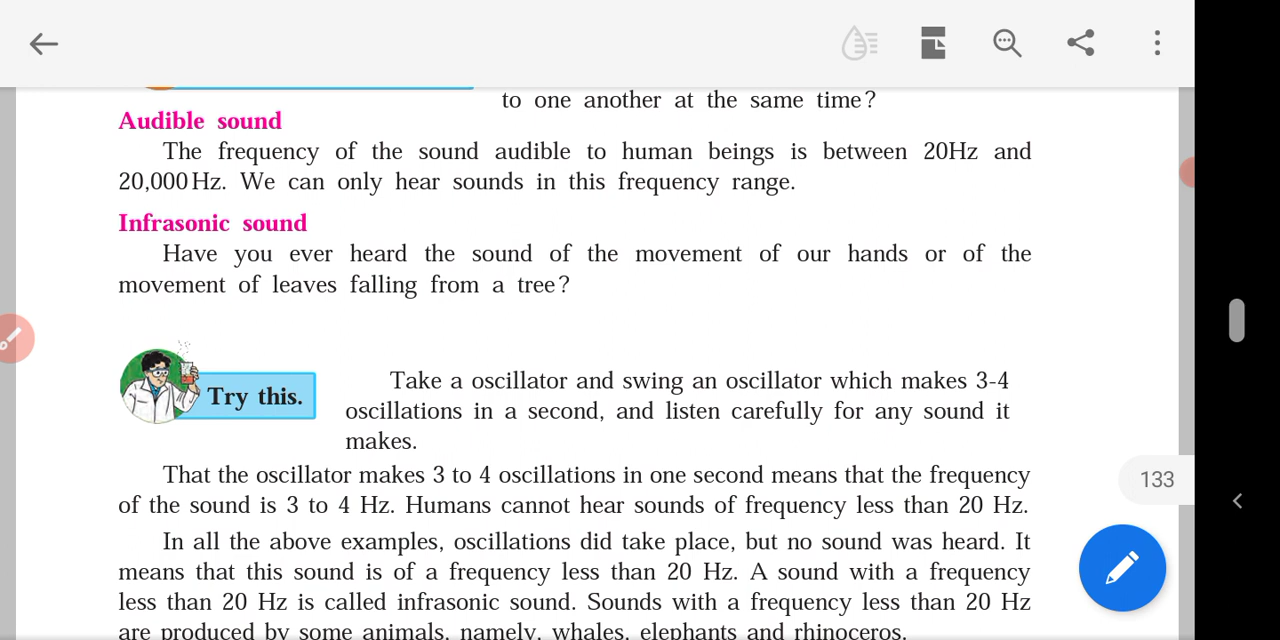 to one another at the same time?
Audible sound
The frequency of the sound audible to human beings is between 20Hz and
20,000 Hz. We can only hear sounds in this frequency range.
Infrasonic sound
Have you ever heard the sound of the movement of our hands or of the
movement of leaves falling from a tree?
Try this.
Take a oscillator and swing an oscillator which makes 3-4
oscillations in a second, and listen carefully for any sound it
makes.
That the oscillator makes 3 to 4 oscillations in one second means that the frequency
of the sound is 3 to 4 Hz. Humans cannot hear sounds of frequency less than 20 Hz.
133
In all the above examples, oscillations did take place, but no sound was heard. It
means that this sound is of a frequency less than 20 Hz. A sound with a frequency
less than 20 Hz is called infrasonic sound. Sounds with a frequency less than 20 Hz
are produced by some animals, namely, whales, elephants and rhinoceros.